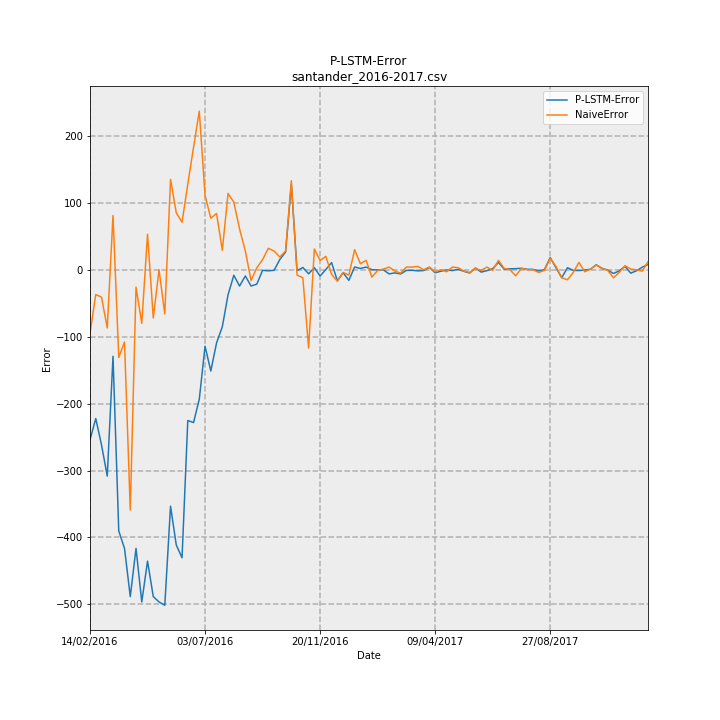 P-LSTM-Error
santander_2016-2017.csv
P-LSTM-Error
NaiveError
200
100
0
−100
−200
−300
−400
−500
Error
14/02/2016
03/07/2016
20/11/2016
09/04/2017
27/08/2017
Date